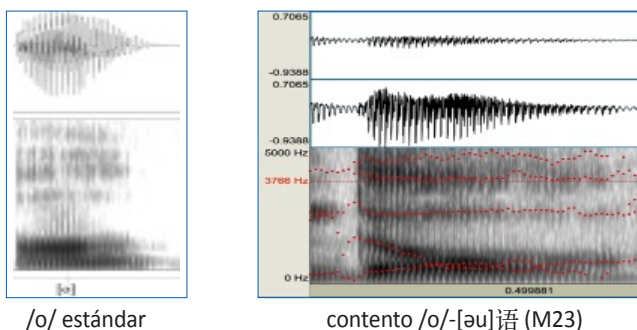 [o]
/o/ estándar
0.7065
-0.9388
0.7065
-0.9388
5000 Hz
3766 Hz
0 Hz
0.499881
contento /o/-[əu]语 (M23)